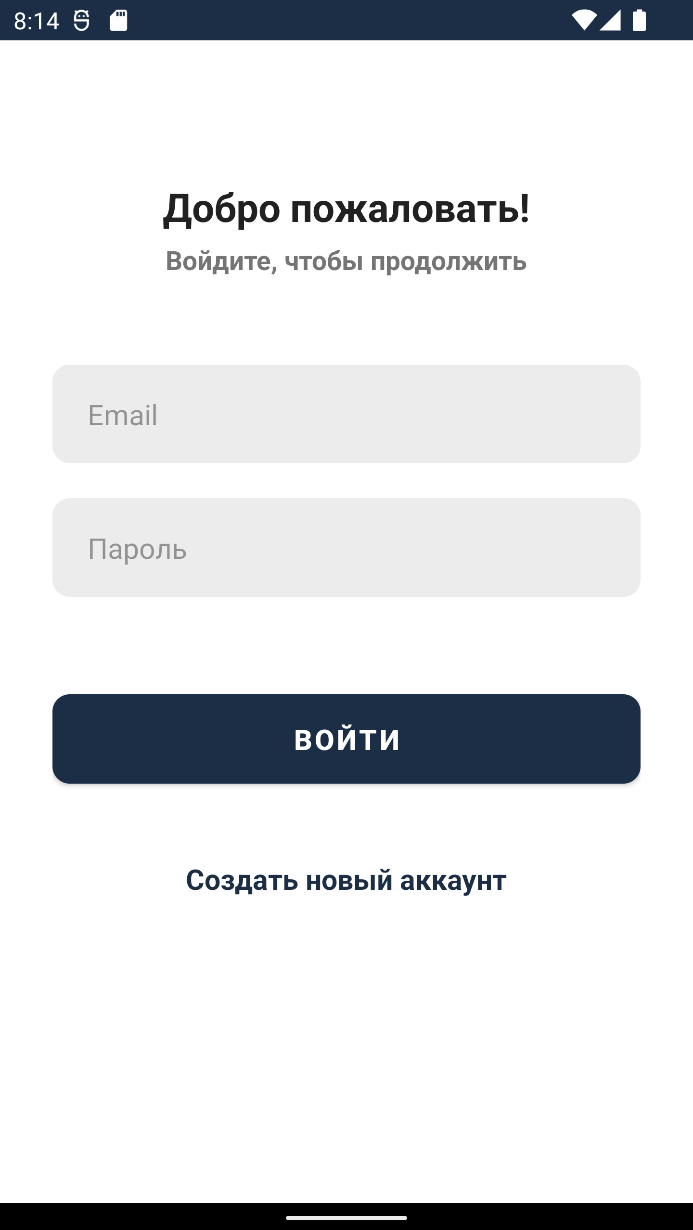 8:14
Добро пожаловать!
Войдите, чтобы продолжить
Email
Пароль
ВОЙТИ
Создать новый аккаунт